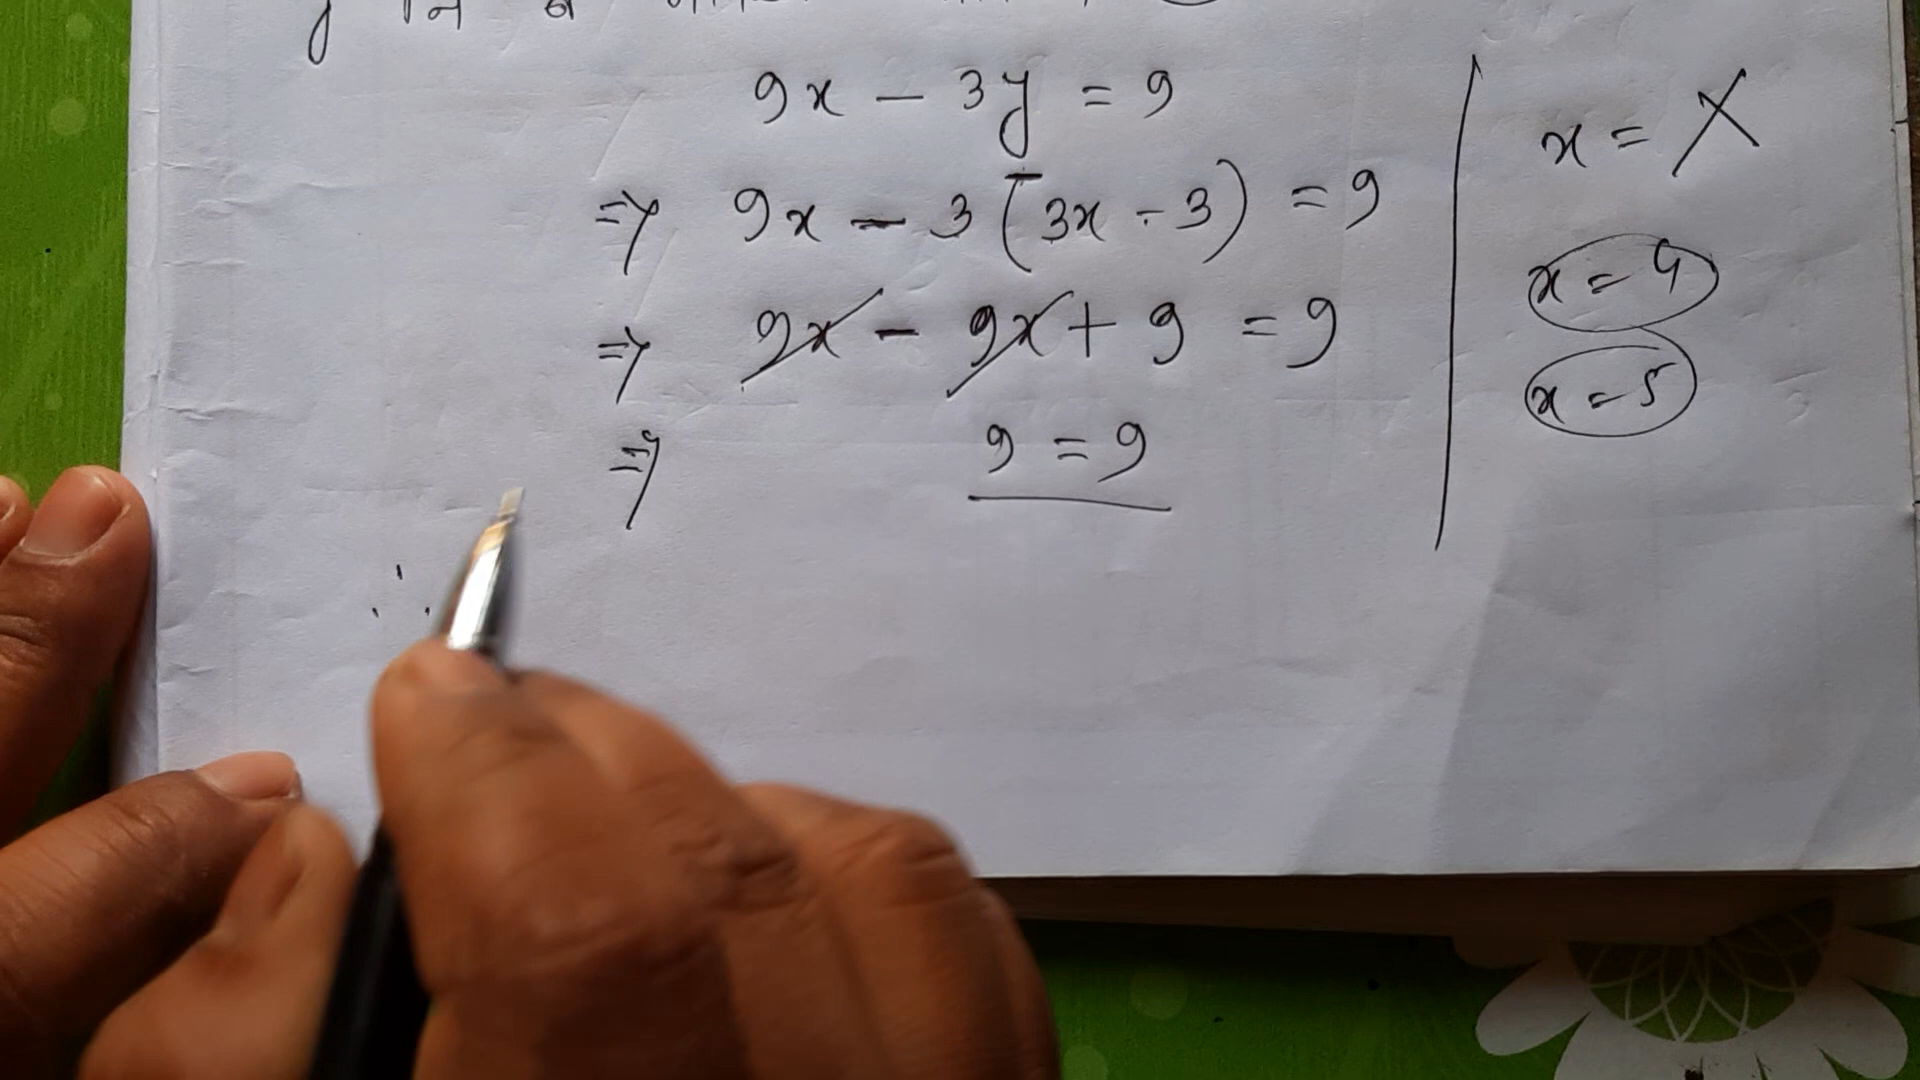 9x - 3y = 9
=> 9x - 3(3x - 3) = 9
=> 9x - 9x + 9 = 9
=> 9 = 9
∴
x = X
x = 4
x = 5